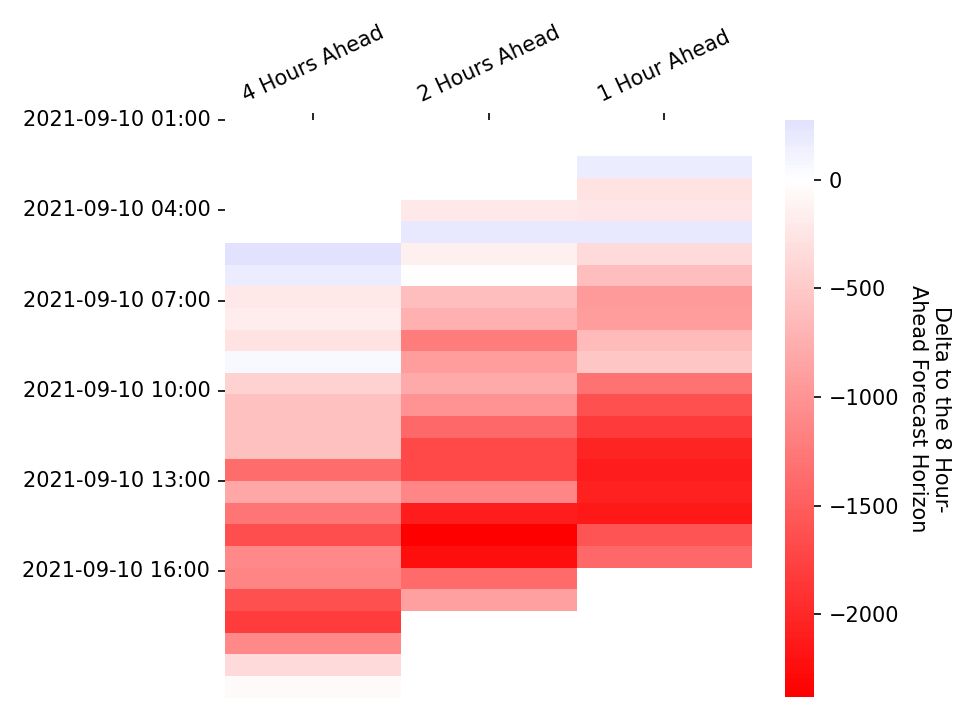 4 Hours Ahead
2 Hours Ahead
1 Hour Ahead
2021-09-10 01:00
2021-09-10 04:00
2021-09-10 07:00
2021-09-10 10:00
2021-09-10 13:00
2021-09-10 16:00
0
−500
−1000
−1500
−2000
Delta to the 8 Hour-
Ahead Forecast Horizon